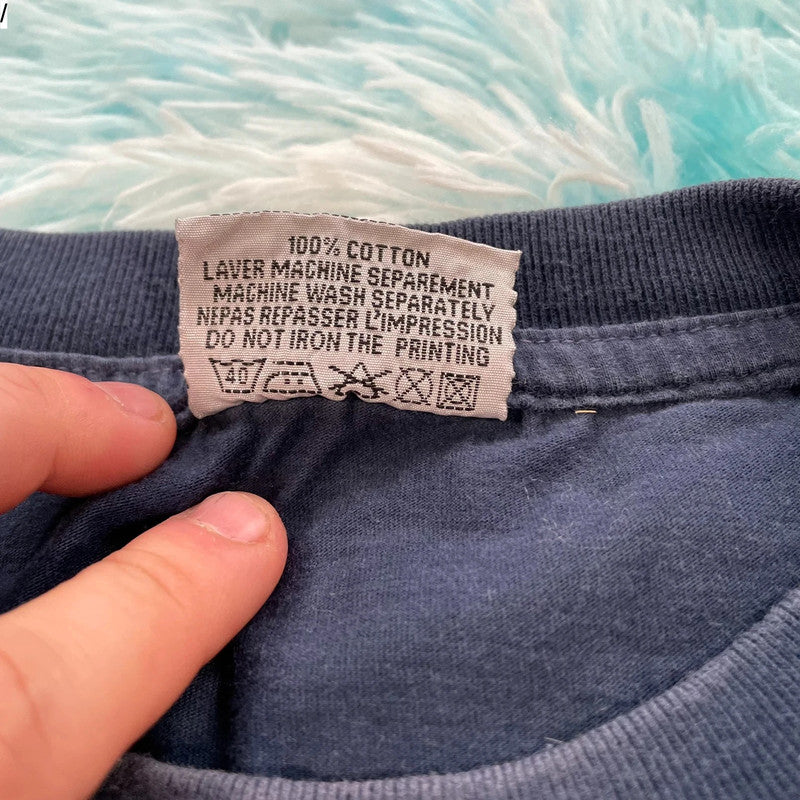 /
100% COTTON
LAVER MACHINE SEPAREMENT
MACHINE WASH SEPARATELY
NEPAS REPASSER L'IMPRESSION
DO NOT IRON THE PRINTING
40